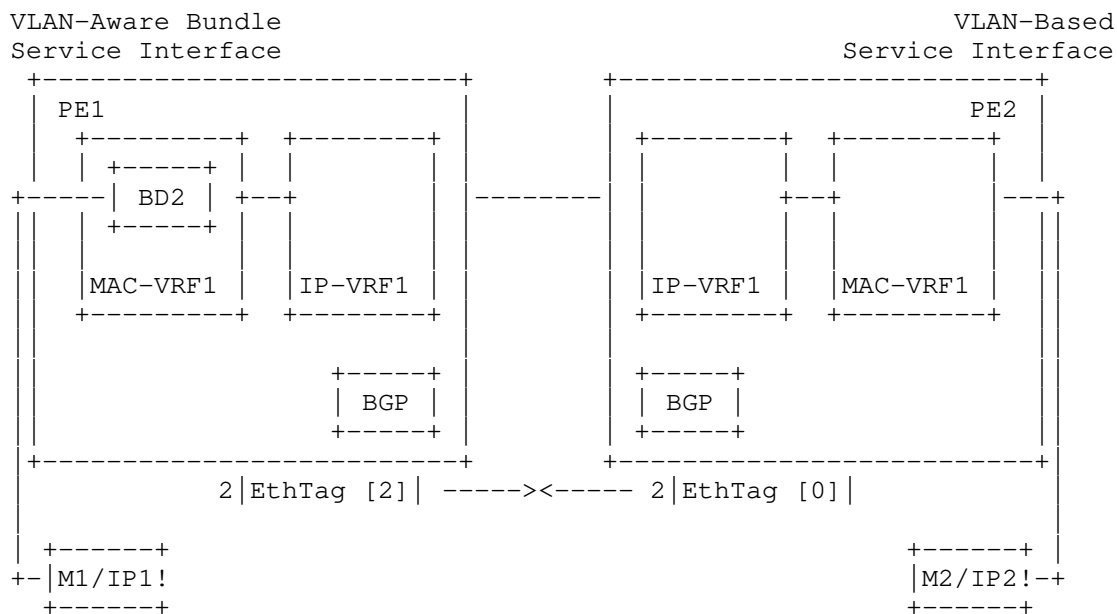 VLAN-Aware Bundle VLAN-Based
Service Interface Service Interface
PE1 PE2
BD2
MAC-VRF1 IP-VRF1 IP-VRF1 MAC-VRF1
BGP BGP
2|EthTag [2]| -----><----- 2|EthTag [0]|
M1/IP1! M2/IP2!